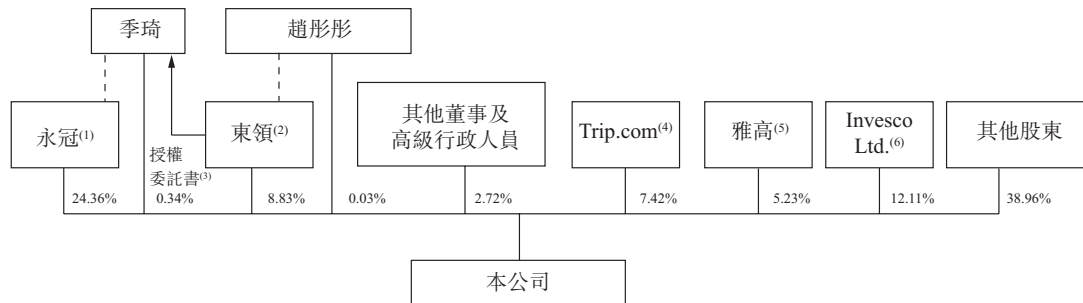 季琦
趙彤彤
永冠(1)
東領(2)
其他董事及
高級行政人員
Trip.com(4)
雅高(5)
Invesco
Ltd.(6)
其他股東
授權
委託書(3)
24.36%
0.34%
8.83%
0.03%
2.72%
7.42%
5.23%
12.11%
38.96%
本公司